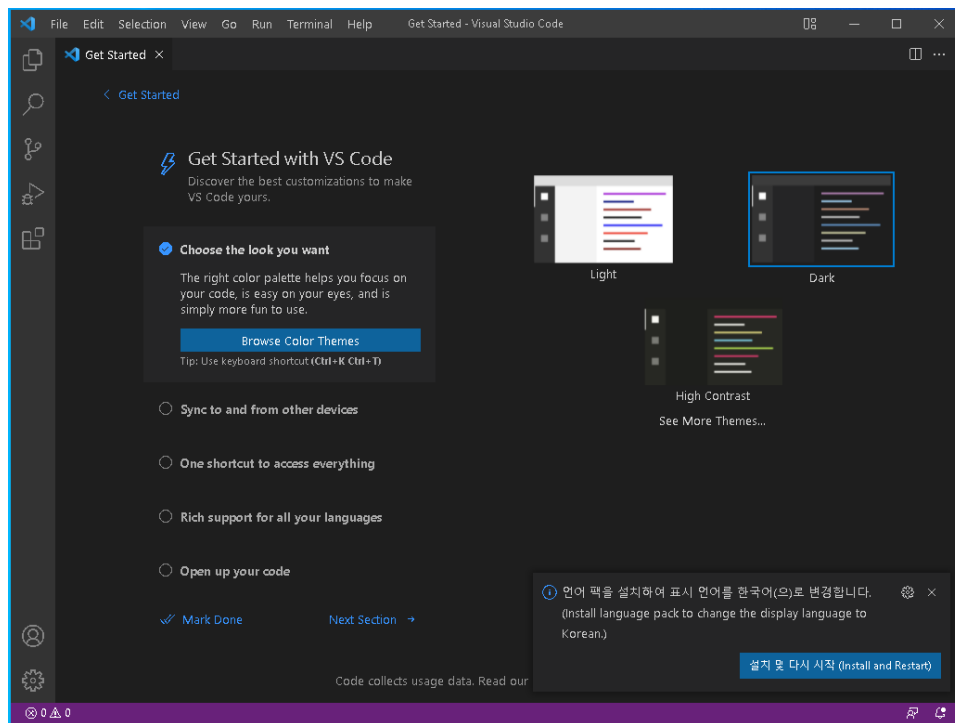 File Edit Selection View Go Run Terminal Help Get Started - Visual Studio Code
Get Started
Get Started
Get Started with VS Code
Discover the best customizations to make
VS Code yours.
Choose the look you want
The right color palette helps you focus on
your code, is easy on your eyes, and is
simply more fun to use.
Browse Color Themes
Tip: Use keyboard shortcut (Ctrl+K Ctrl+T)
Sync to and from other devices
One shortcut to access everything
Rich support for all your languages
Open up your code
Mark Done Next Section
Light
Dark
High Contrast
See More Themes...
언어 팩을 설치하여 표시 언어를 한국어(으)로 변경합니다.
(Install language pack to change the display language to
Korean.)
설치 및 다시 시작 (Install and Restart)
Code collects usage data. Read our
0 0